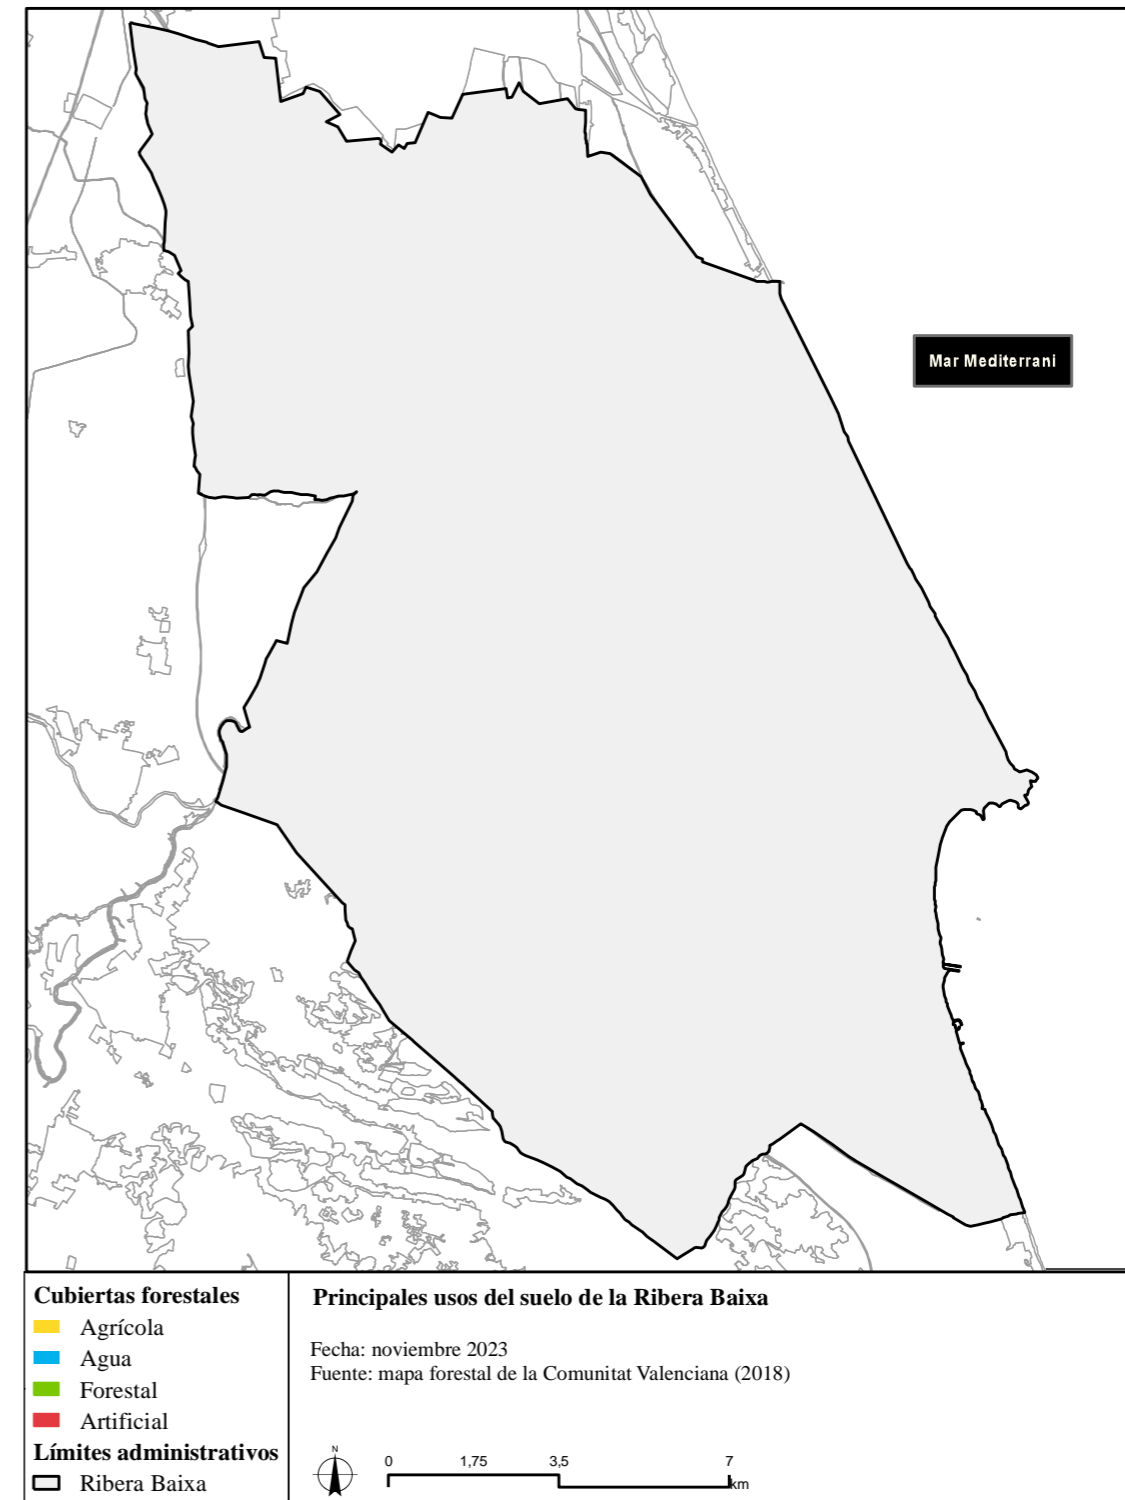 Mar Mediterrani
Cubiertas forestales
Agrícola
Agua
Forestal
Artificial
Límites administrativos
Ribera Baixa
Principales usos del suelo de la Ribera Baixa
Fecha: noviembre 2023
Fuente: mapa forestal de la Comunitat Valenciana (2018)
N
0 1,75 3,5 7
km